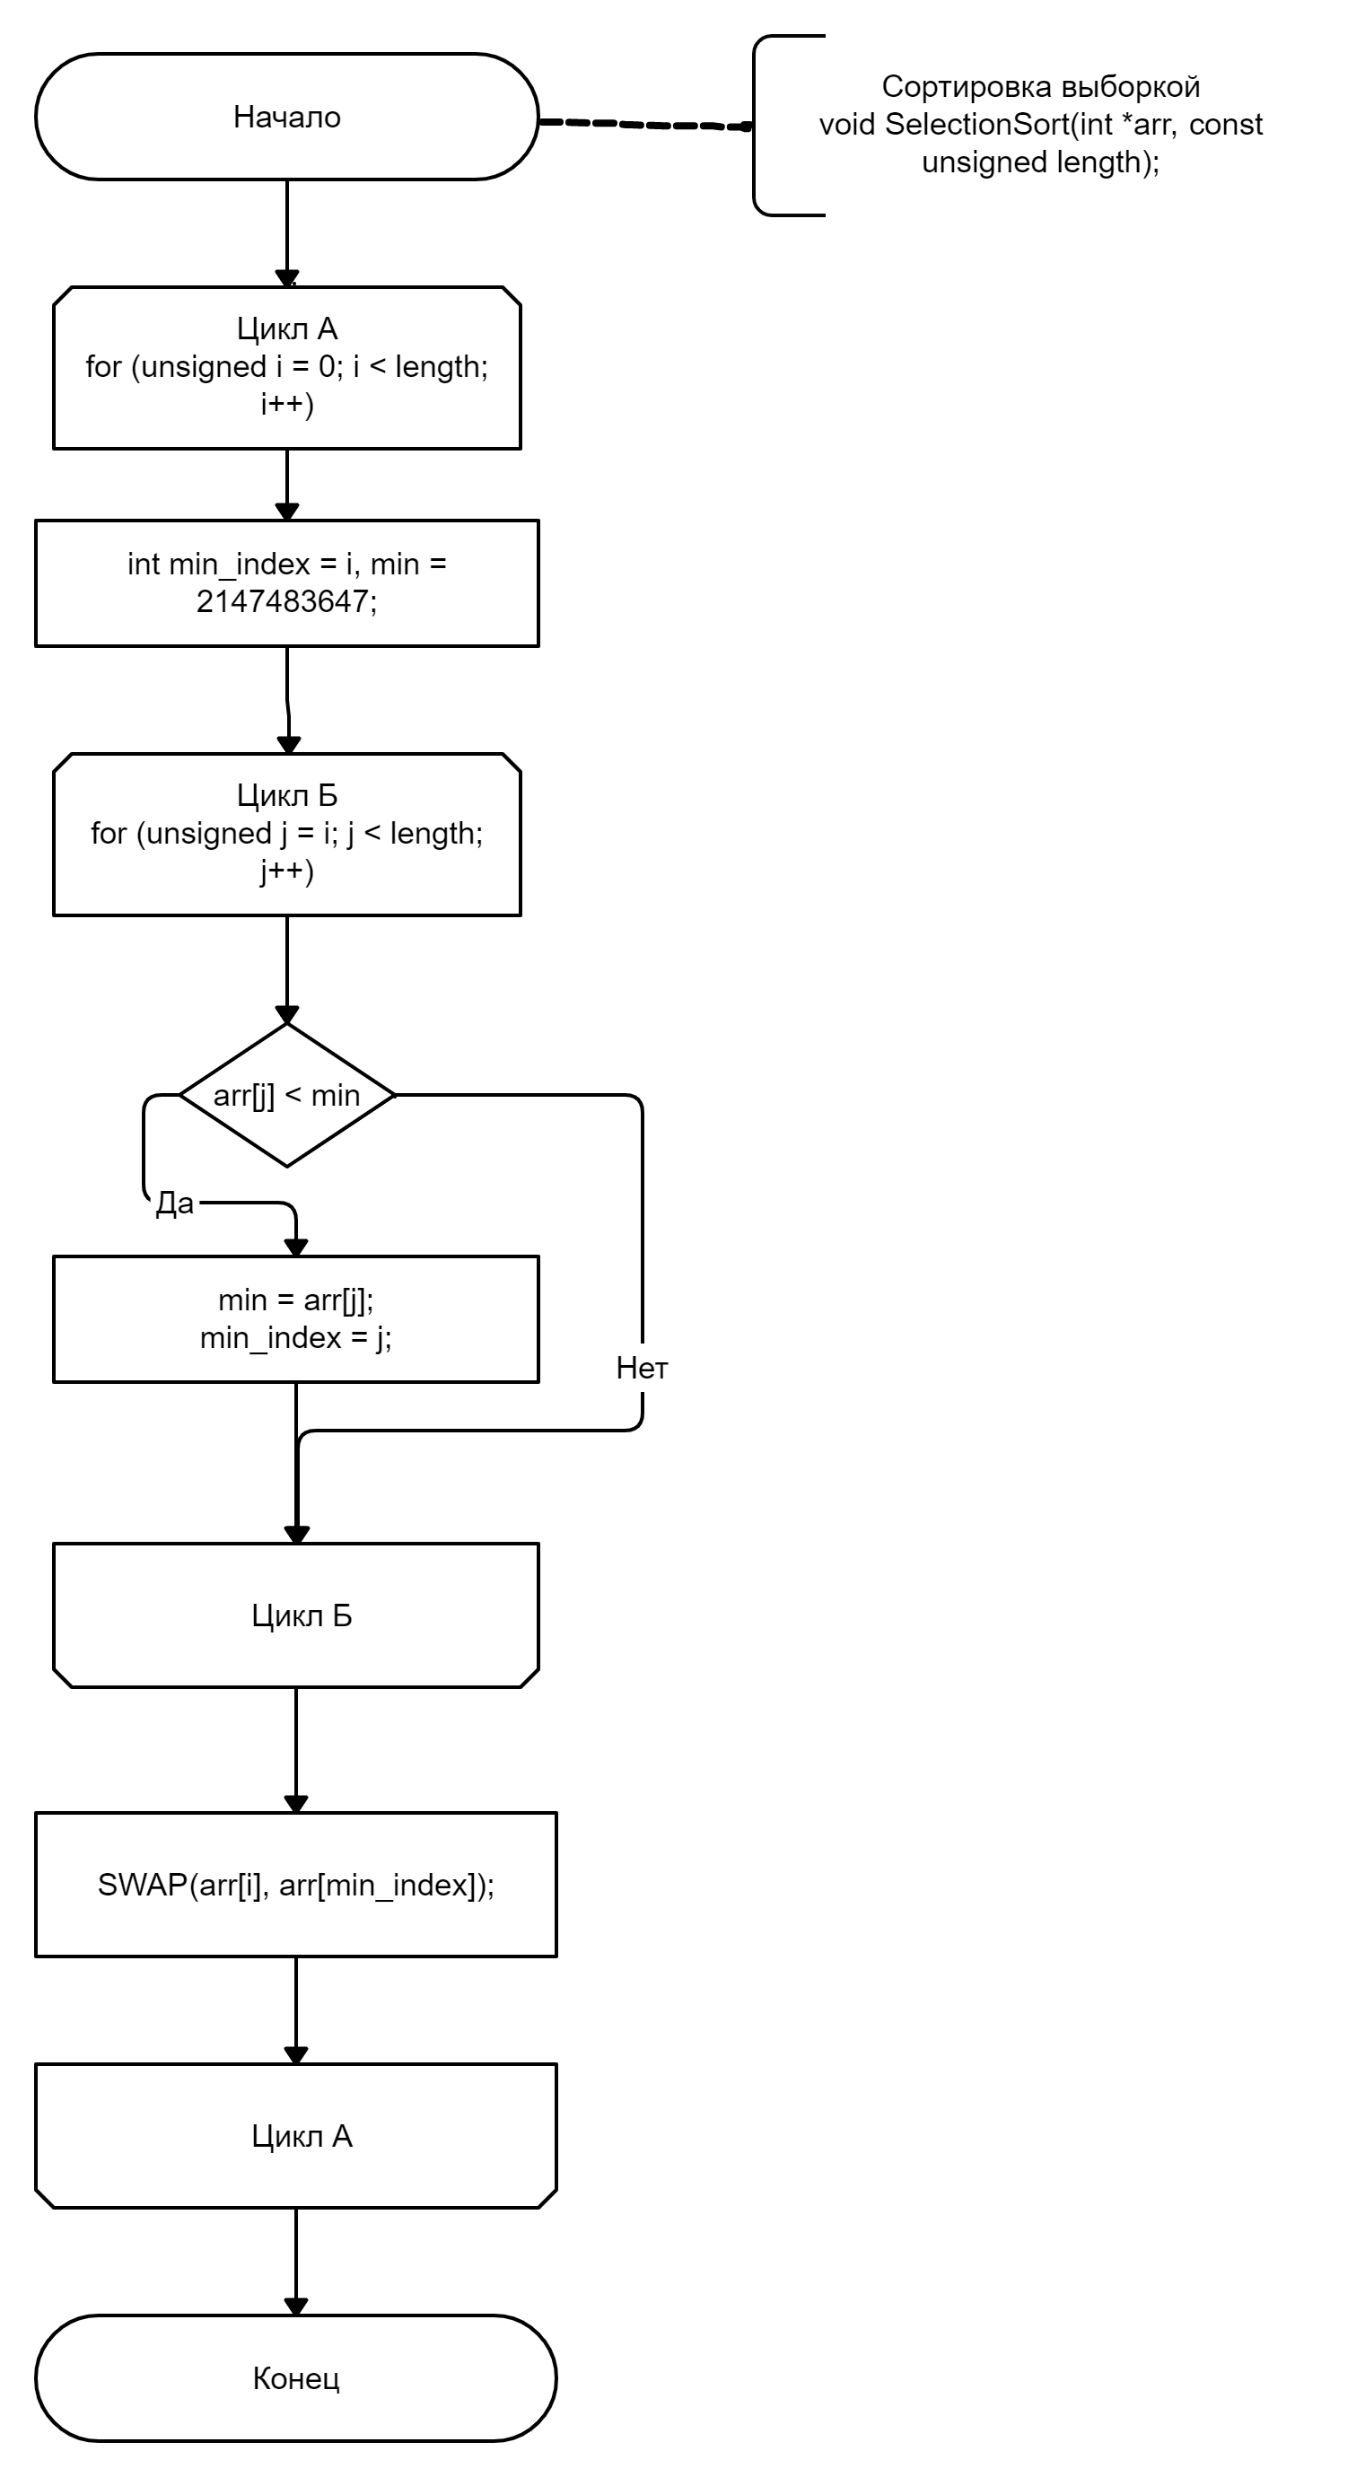 Начало
Сортировка выборкой
void SelectionSort(int *arr, const
unsigned length);
Цикл А
for (unsigned i = 0; i < length;
i++)
int min_index = i, min =
2147483647;
Цикл Б
for (unsigned j = i; j < length;
j++)
arr[j] < min
Да
min = arr[j];
min_index = j;
Нет
Цикл Б
SWAP(arr[i], arr[min_index]);
Цикл А
Конец